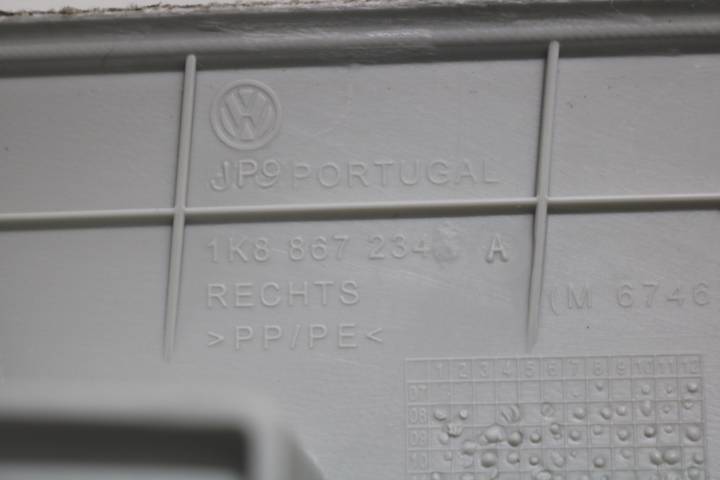 JP9 PORTUGAL
1K8 867 234 A
RECHTS
(M 6746
>PP/PE<
1 2 3 4 5 6 7 8 9 10 11 12
07
08
09
10